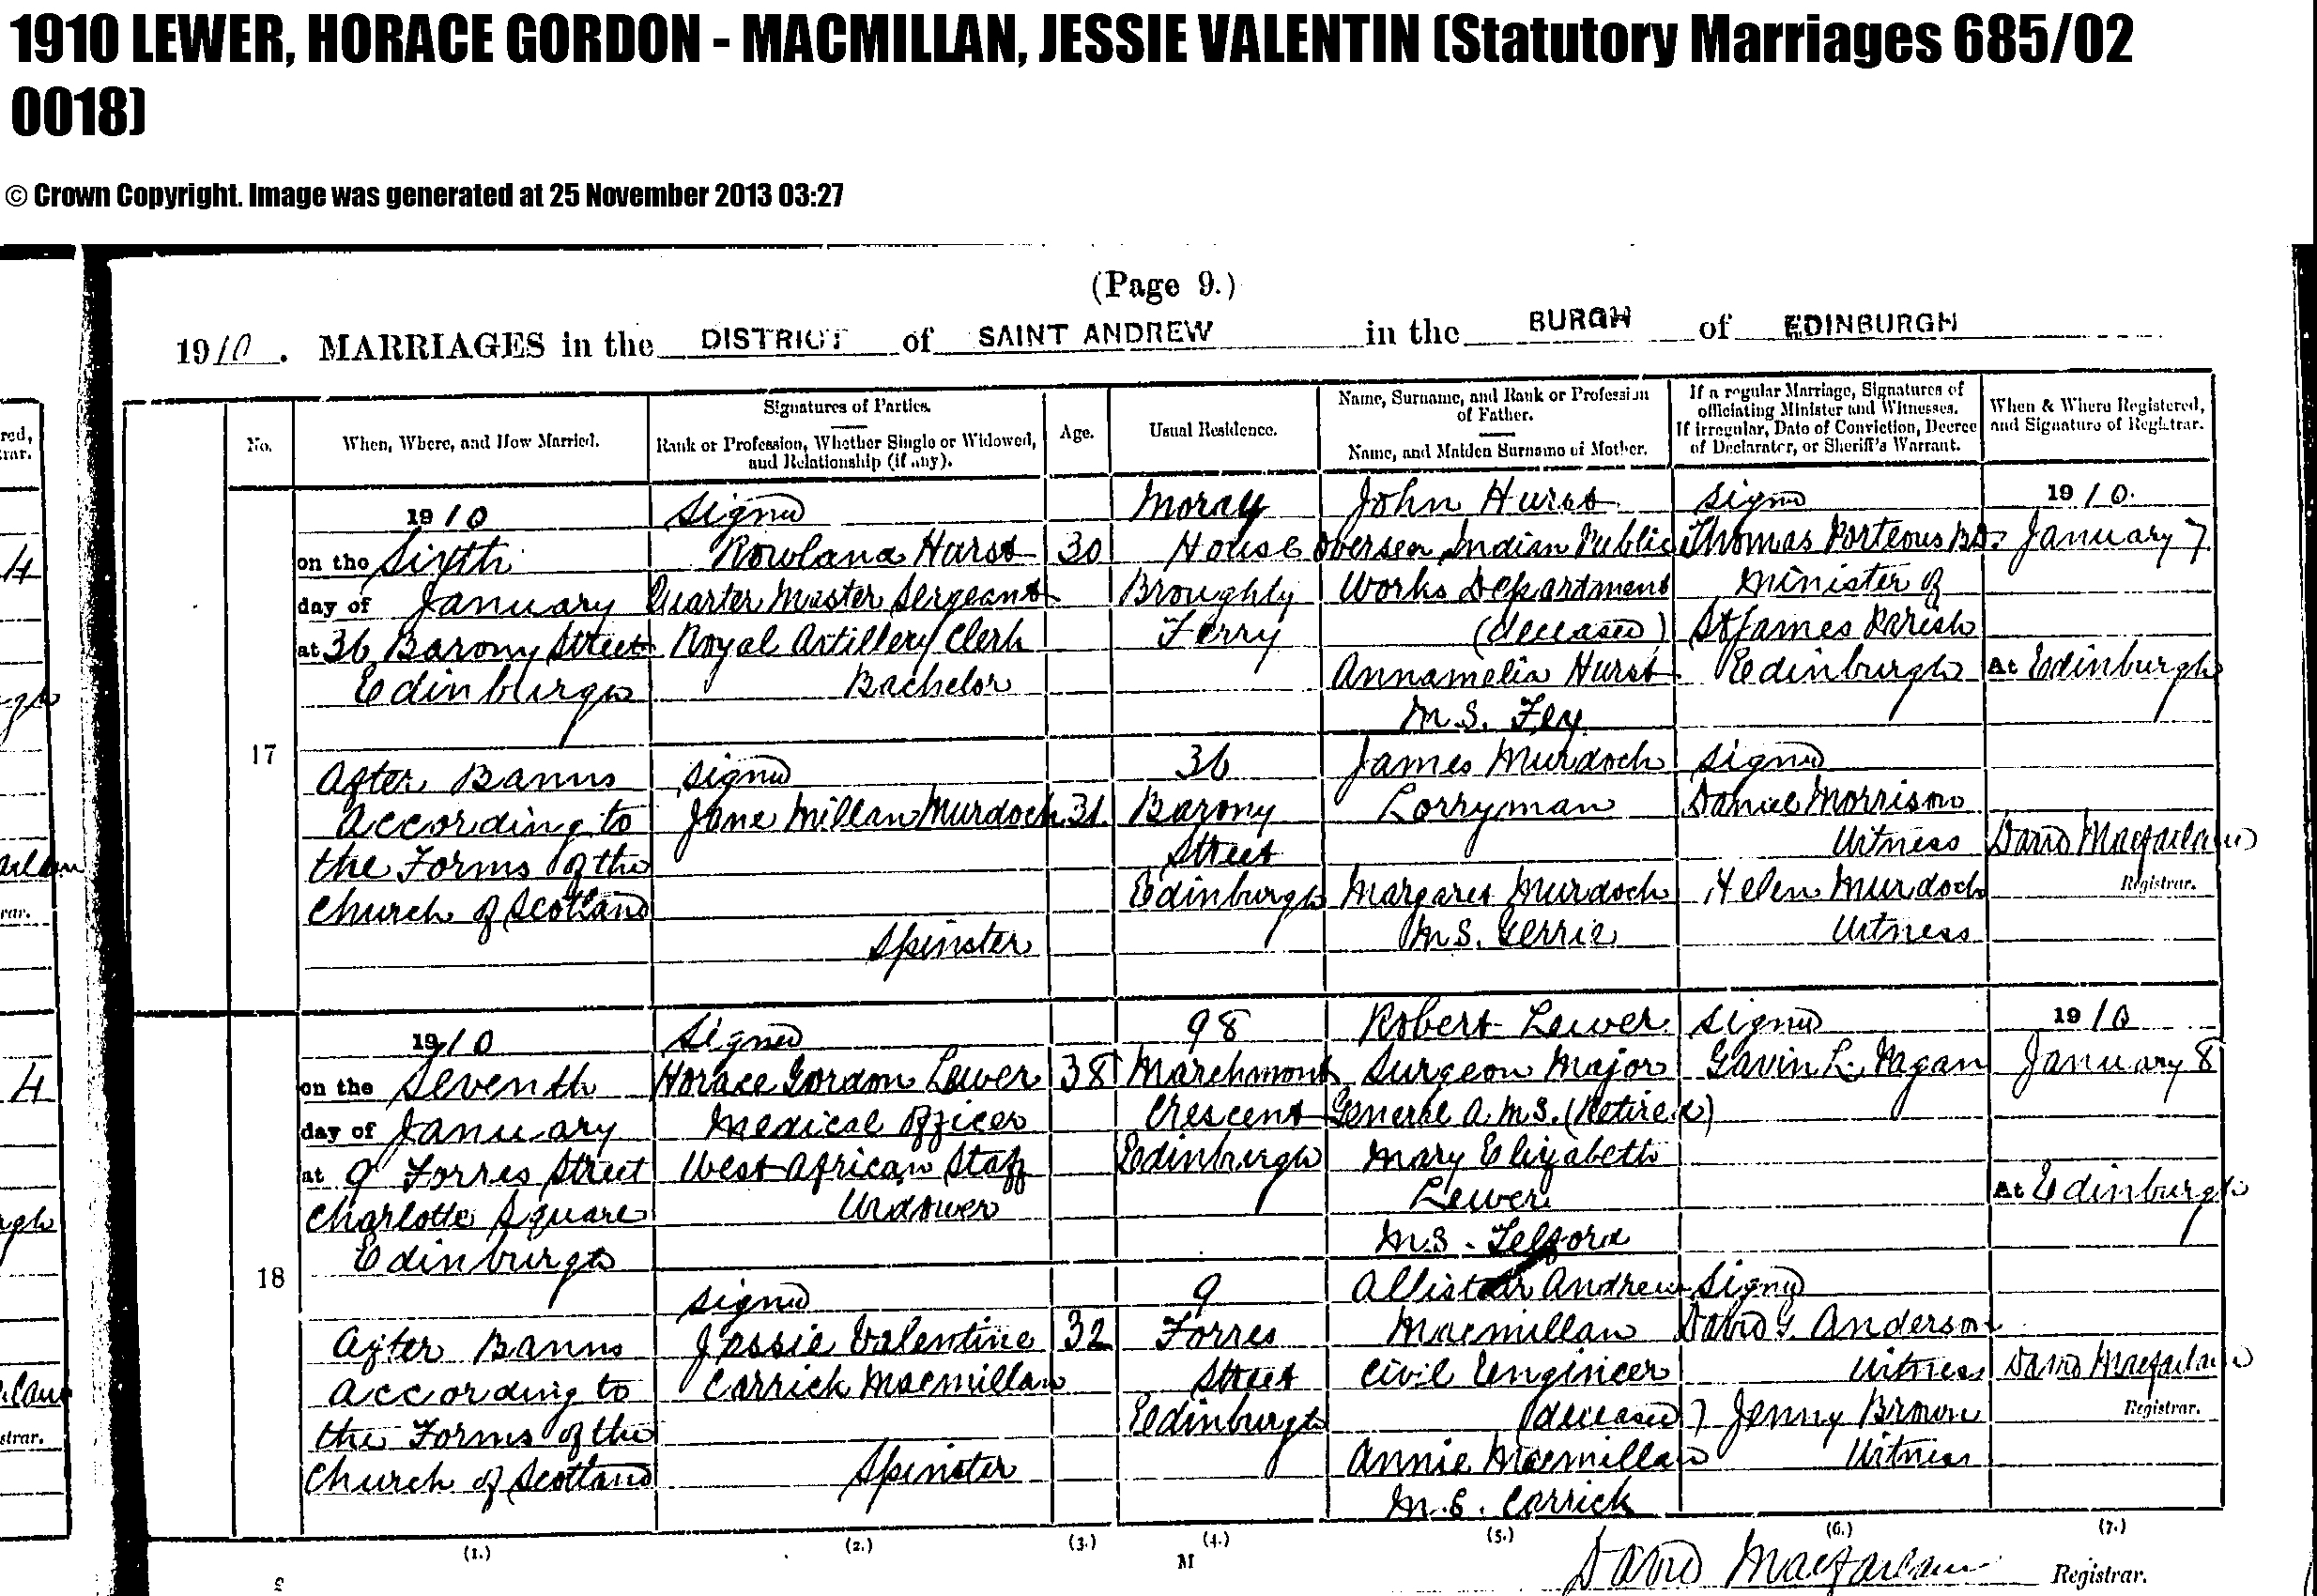 1910 LEWER, HORACE GORDON - MACMILLAN, JESSIE VALENTIN (Statutory Marriages 685/02
0018)
© Crown Copyright. Image was generated at 25 November 2013 03:27
(Page 9.)
1910. MARRIAGES in the DISTRICT of SAINT ANDREW in the BURGH of EDINBURGH
No.
When, Where, and How Married.
Signatures of Parties.
Rank or Profession, Whether Single or Widowed,
and Relationship (if any).
Age.
Usual Residence.
Name, Surname, and Rank or Profession
of Father.
Name, and Maiden Surname of Mother.
If a regular Marriage, Signatures of
officiating Minister and Witnesses.
If irregular, Date of Conviction, Decree
of Declarator, or Sheriff's Warrant.
When & Where Registered,
and Signature of Registrar.
17
1910
on the Sixth
day of January
at 36 Barony Street
Edinburgh
After Banns
according to
the Forms of the
Church of Scotland
Signed
Rowland Hurst
Quarter Master Sergeant
Royal Artillery Clerk
Bachelor
Signed
Jane Millan Murdoch
Spinster
30
31
Moray
House
Broughty
Ferry
36
Barony
Street
Edinburgh
John Hurst
Overseer Indian Public
Works Department
(deceased)
Annamelia Hurst
M.S. Fly
James Murdoch
Lorryman
Margaret Murdoch
M.S. Gerrie
Signed
Thomas Porteous B.D.
Minister of
St James Parish
Edinburgh
Signed
Daniel Morrison
Witness
Helen Murdoch
Witness
1910.
January 7
At Edinburgh
David Macfarlane
Registrar.
18
1910
on the Seventh
day of January
at 9 Forres Street
Charlotte Square
Edinburgh
After Banns
according to
the Forms of the
Church of Scotland
Signed
Horace Gordon Lewer
Medical Officer
West African Staff
Widower
Signed
Jessie Valentine
Carrick Macmillan
Spinster
38
32
98
Marchmont
Crescent
Edinburgh
9
Forres
Street
Edinburgh
Robert Lewer
Surgeon Major
General A.M.S. (Retired)
Mary Elizabeth
Lewer
M.S. Telford
Allistair Andrew
Macmillan
Civil Engineer
(deceased)
Annie Macmillan
M.S. Carrick
Signed
Gavin L. Pagan
Signed
David G. Anderson
Witness
Jenny Brown
Witness
1910
January 8
At Edinburgh
David Macfarlane
Registrar.
(1.) (2.) (3.) (4.) (5.) (6.) (7.)
M
David Macfarlane Registrar.